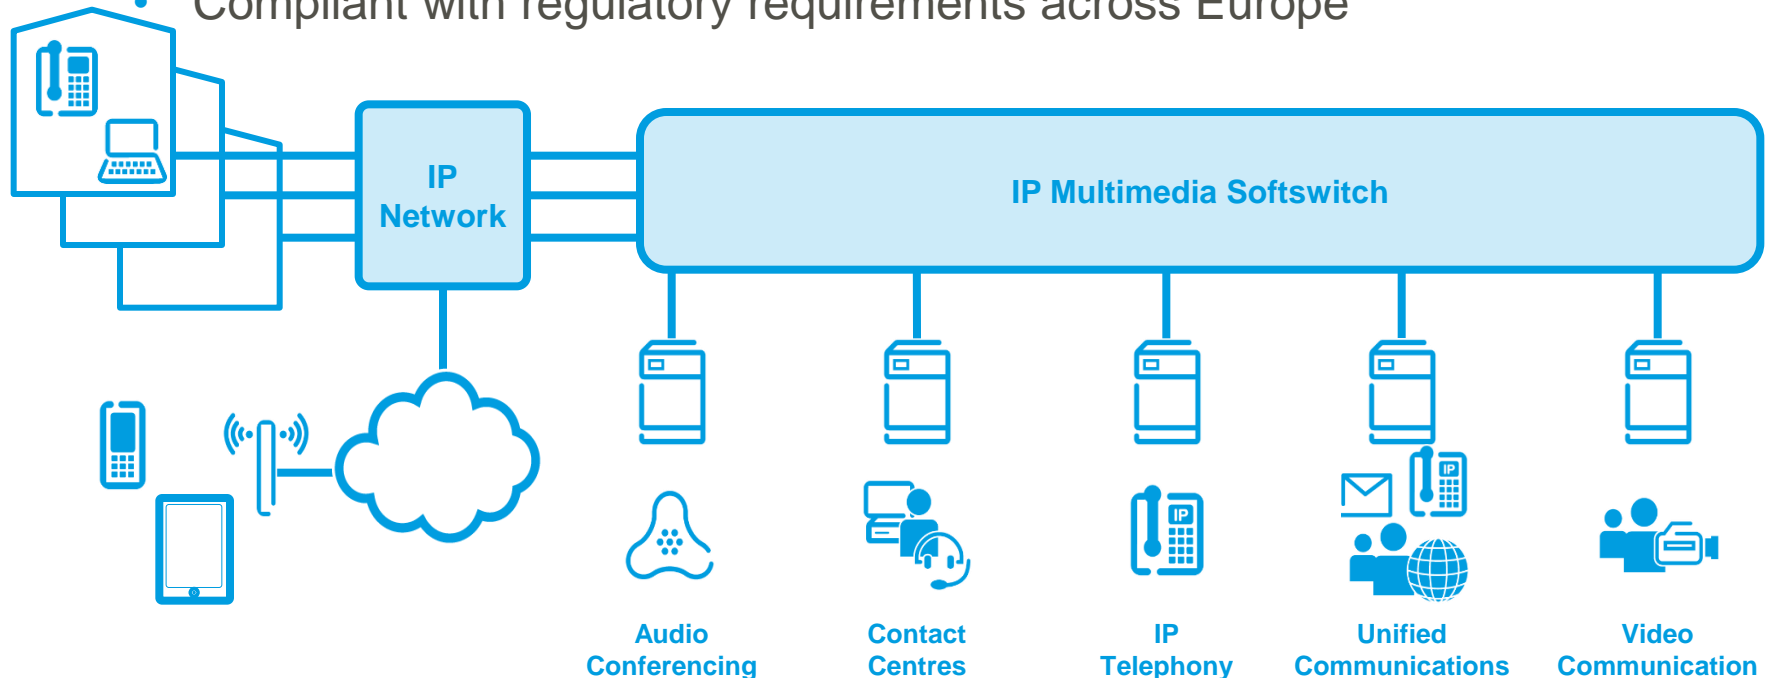 Compliant with regulatory requirements across Europe
IP
Network
IP Multimedia Softswitch
IP
IP
Audio
Conferencing
Contact
Centres
IP
Telephony
Unified
Communications
Video
Communication